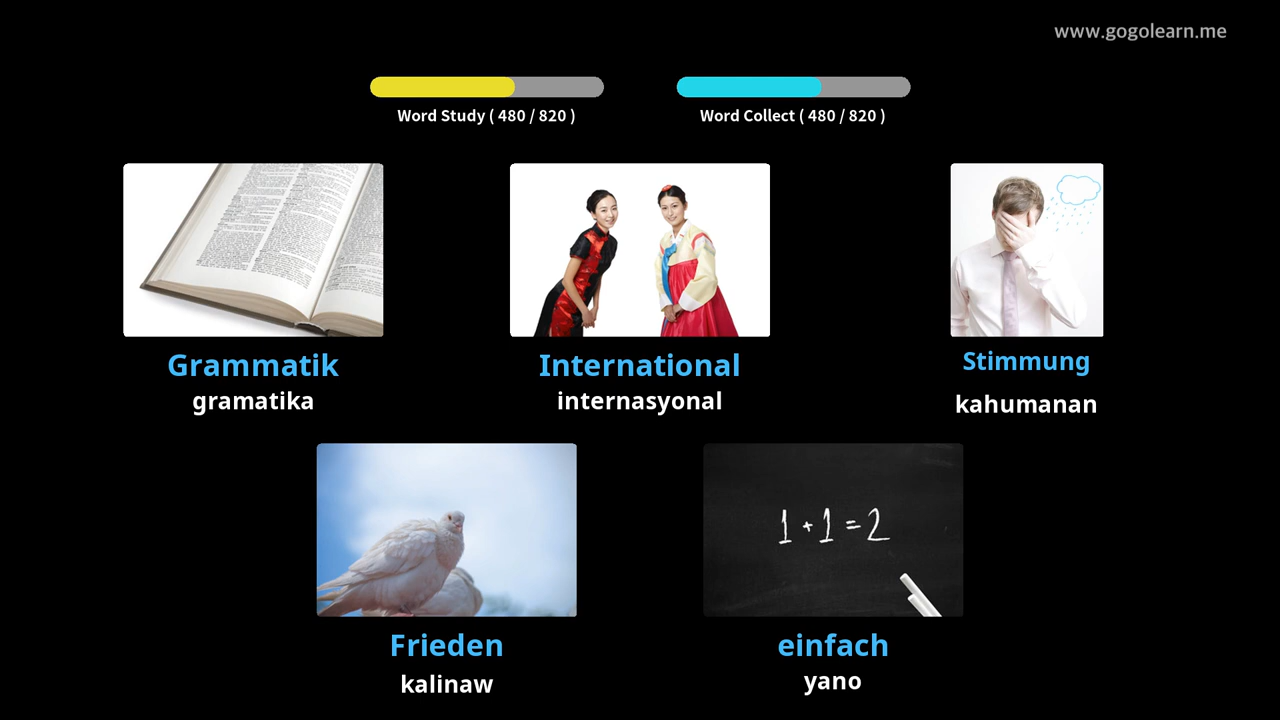 www.gogolearn.me
Word Study ( 480 / 820 )
Word Collect ( 480 / 820 )
Grammatik
gramatika
International
internasyonal
Stimmung
kahumanan
1 + 1 = 2
Frieden
kalinaw
einfach
yano